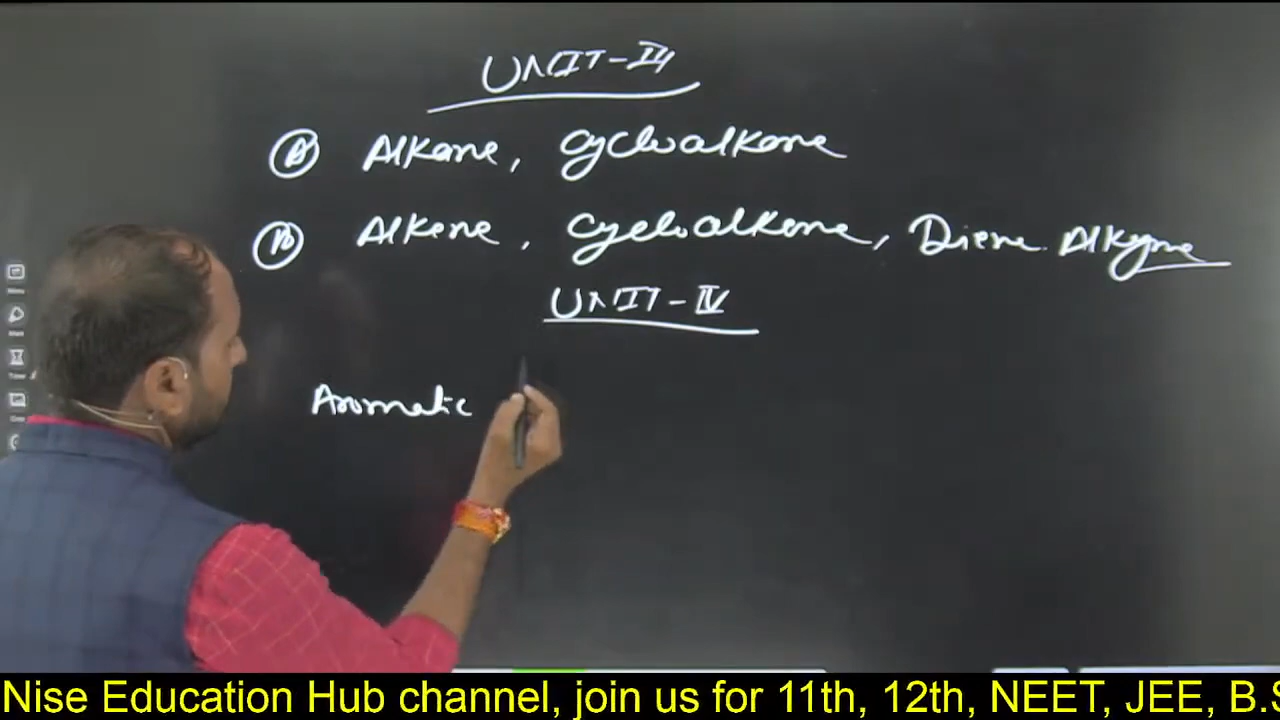 UNIT-III
(A) Alkane, Cycloalkane
(B) Alkene, Cycloalkene, Diene. Alkyne
UNIT-IV
Aromatic
Nise Education Hub channel, join us for 11th, 12th, NEET, JEE, B.S